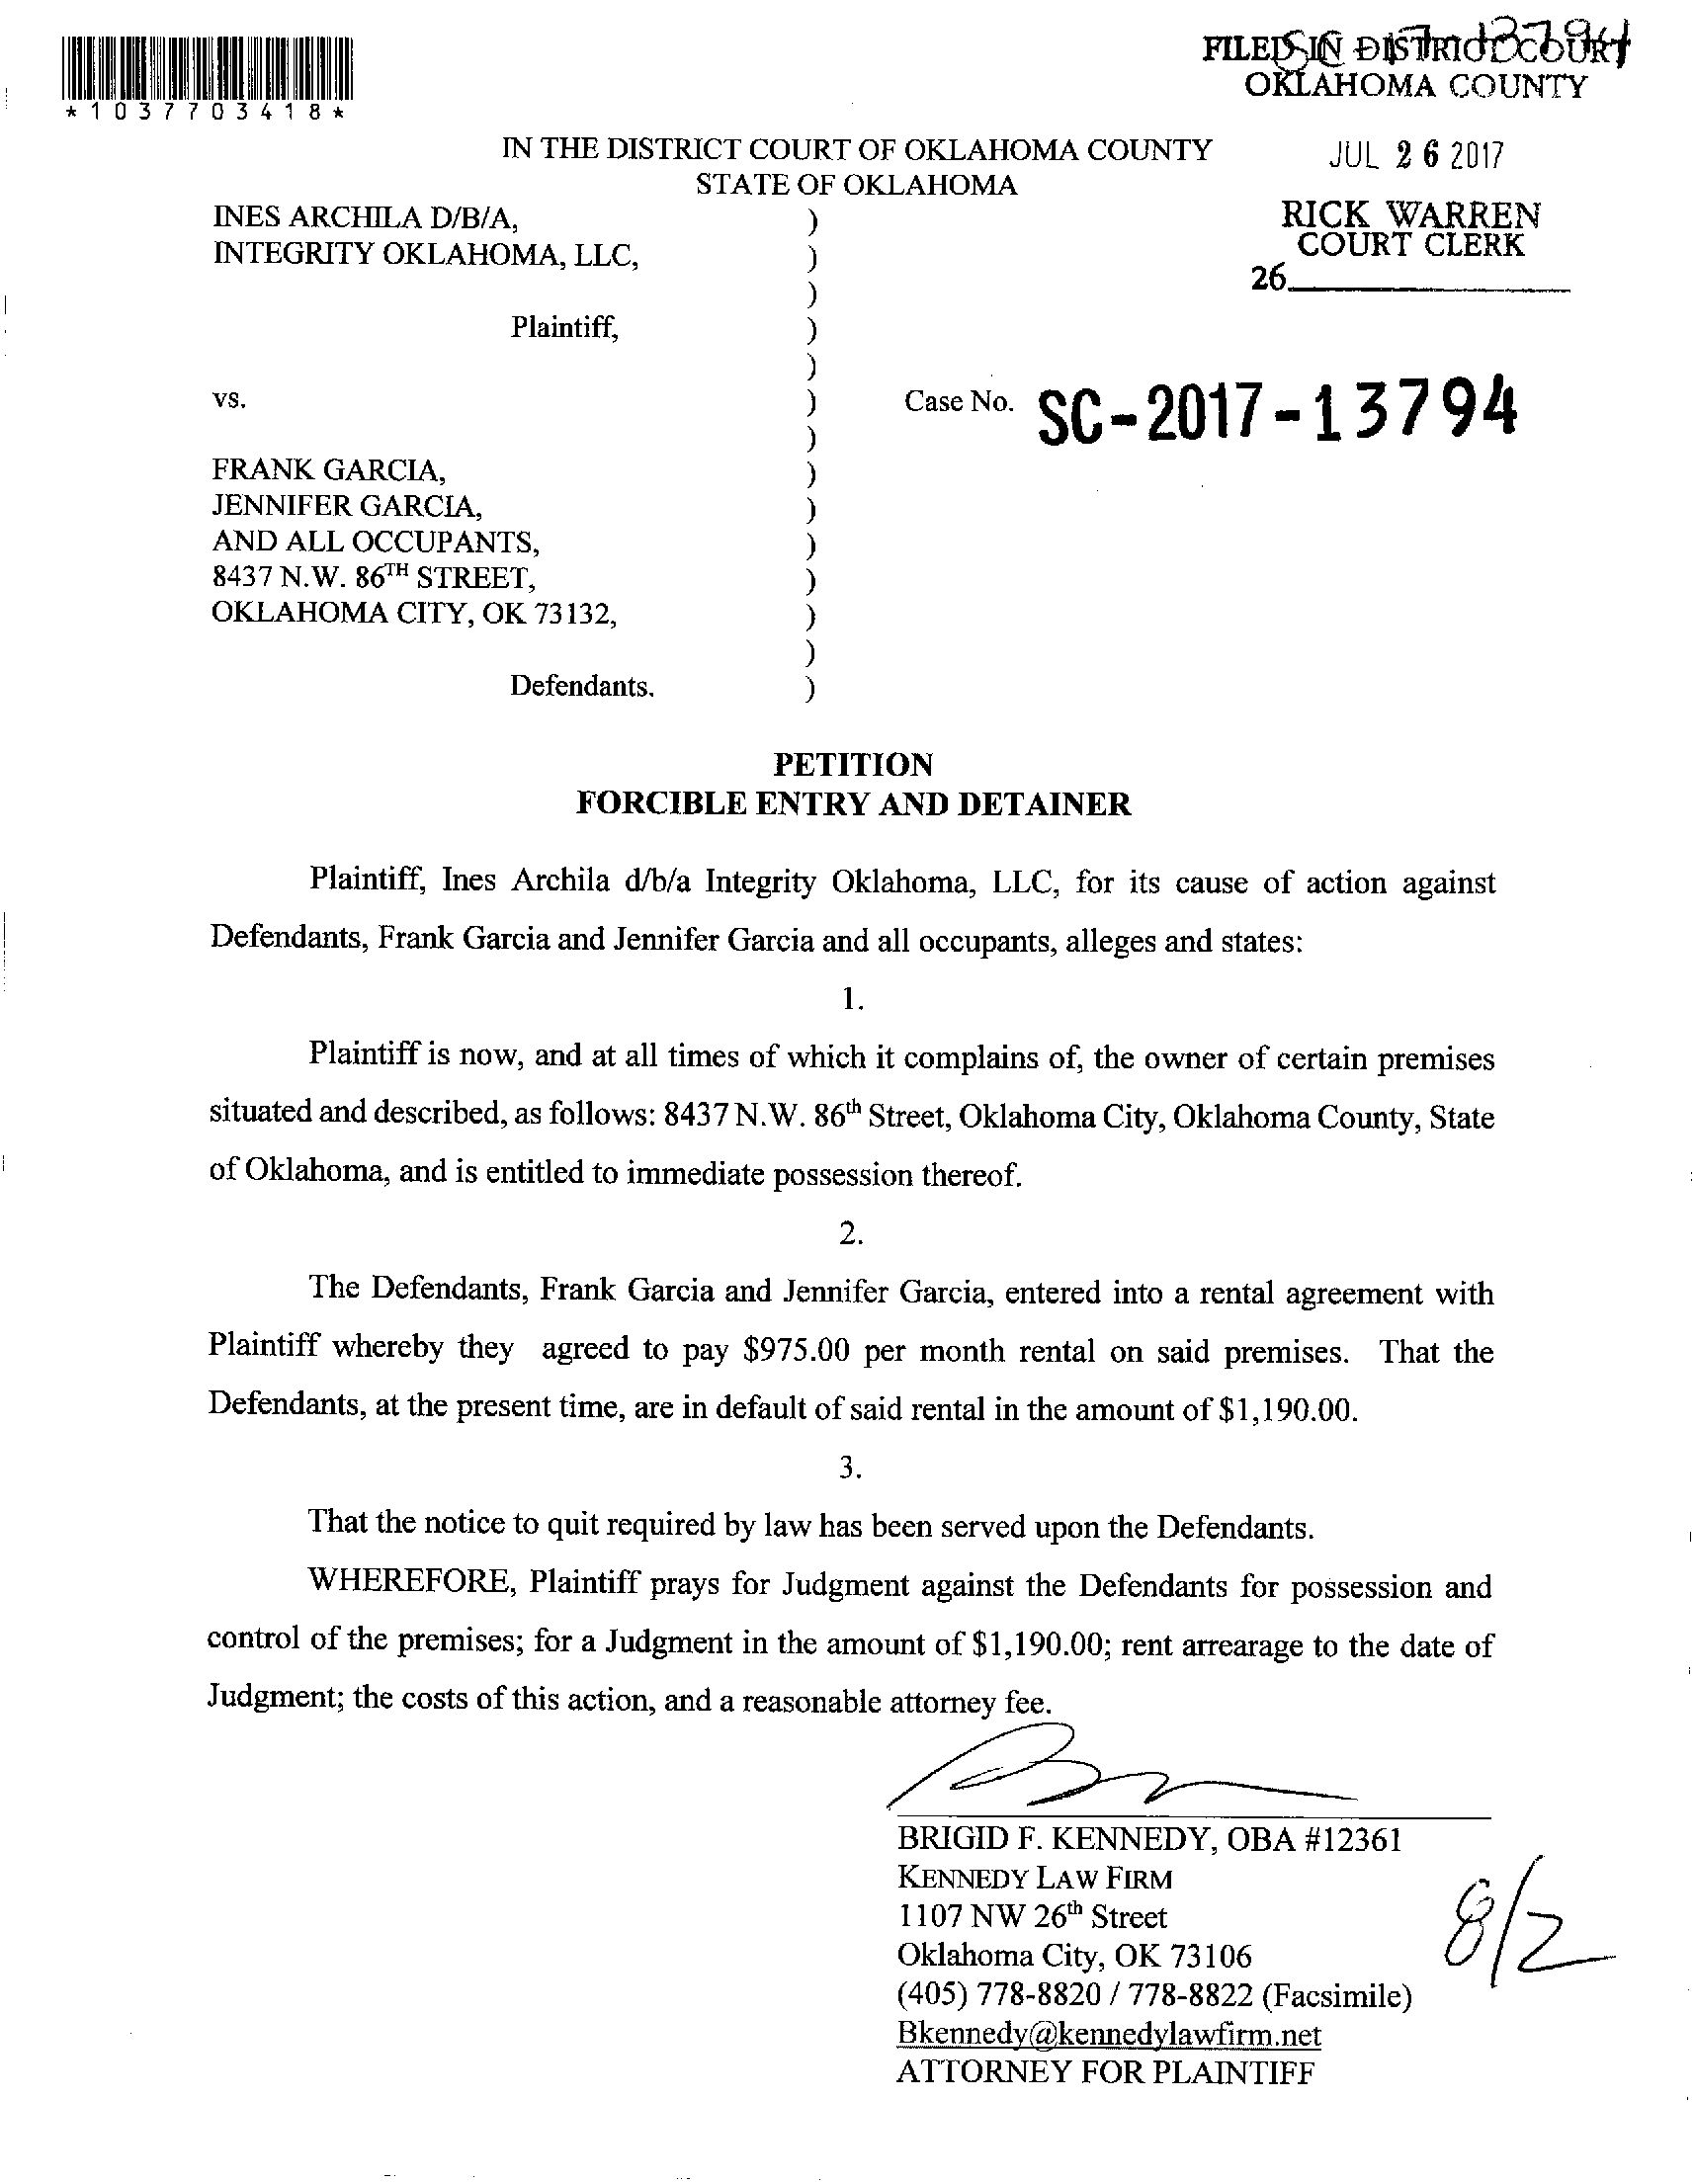 *1037703418*
FILED IN DISTRICT COURT
OKLAHOMA COUNTY
JUL 26 2017
RICK WARREN
COURT CLERK
26
IN THE DISTRICT COURT OF OKLAHOMA COUNTY
STATE OF OKLAHOMA
INES ARCHILA D/B/A, )
INTEGRITY OKLAHOMA, LLC, )
)
Plaintiff, )
)
vs. ) Case No. SC-2017-13794
)
FRANK GARCIA, )
JENNIFER GARCIA, )
AND ALL OCCUPANTS, )
8437 N.W. 86TH STREET, )
OKLAHOMA CITY, OK 73132, )
)
Defendants. )
PETITION
FORCIBLE ENTRY AND DETAINER
Plaintiff, Ines Archila d/b/a Integrity Oklahoma, LLC, for its cause of action against
Defendants, Frank Garcia and Jennifer Garcia and all occupants, alleges and states:
1.
Plaintiff is now, and at all times of which it complains of, the owner of certain premises
situated and described, as follows: 8437 N.W. 86th Street, Oklahoma City, Oklahoma County, State
of Oklahoma, and is entitled to immediate possession thereof.
2.
The Defendants, Frank Garcia and Jennifer Garcia, entered into a rental agreement with
Plaintiff whereby they agreed to pay $975.00 per month rental on said premises. That the
Defendants, at the present time, are in default of said rental in the amount of $1,190.00.
3.
That the notice to quit required by law has been served upon the Defendants.
WHEREFORE, Plaintiff prays for Judgment against the Defendants for possession and
control of the premises; for a Judgment in the amount of $1,190.00; rent arrearage to the date of
Judgment; the costs of this action, and a reasonable attorney fee.
BRIGID F. KENNEDY, OBA #12361
KENNEDY LAW FIRM
1107 NW 26th Street
Oklahoma City, OK 73106
(405) 778-8820 / 778-8822 (Facsimile)
Bkennedy@kennedylawfirm.net
ATTORNEY FOR PLAINTIFF
8/2